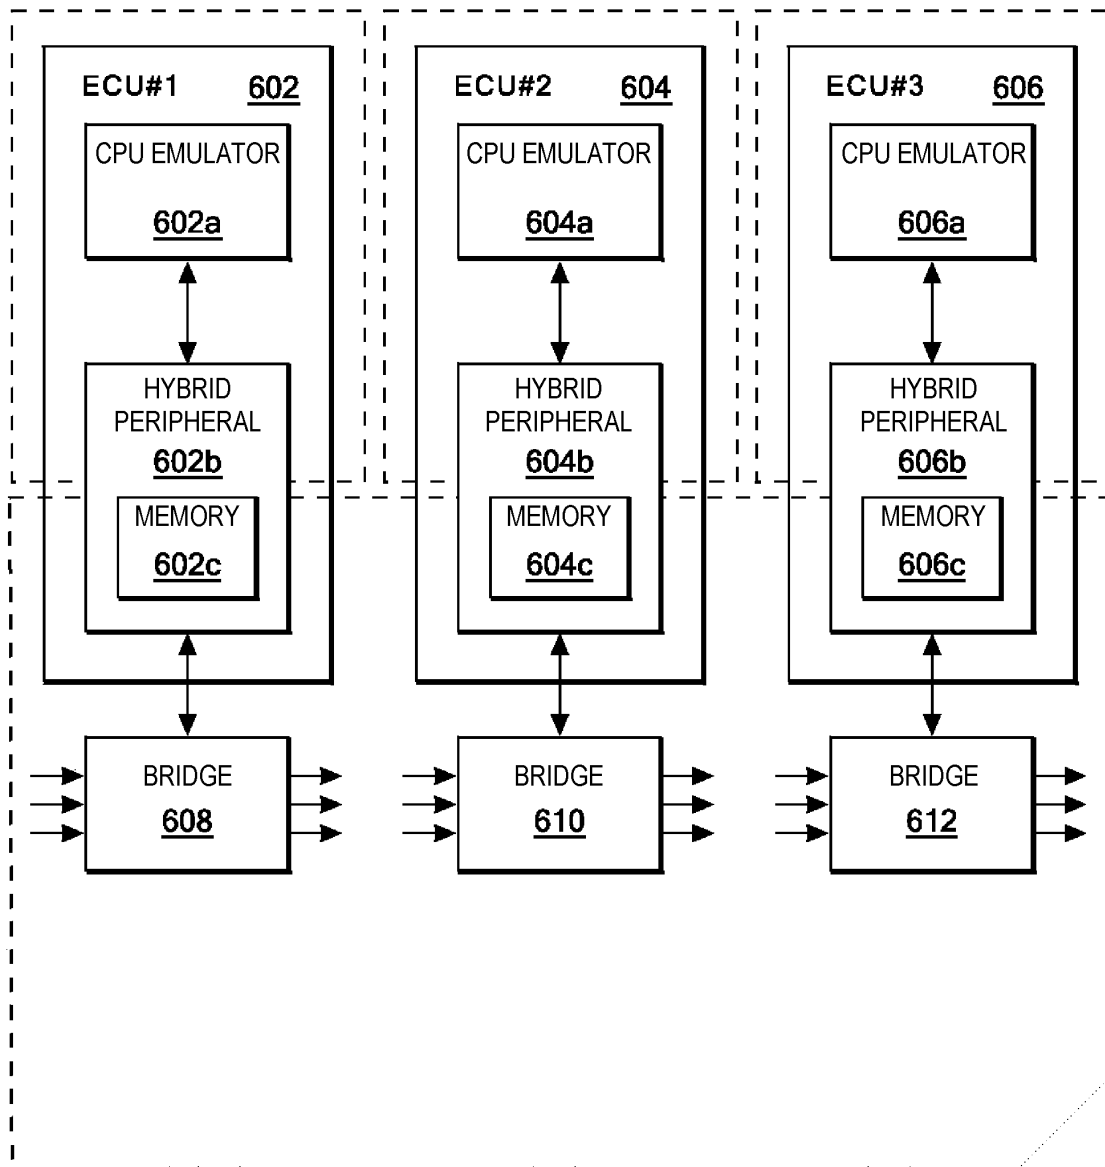 ECU#1 602
CPU EMULATOR
602a
HYBRID
PERIPHERAL
602b
MEMORY
602c
BRIDGE
608
ECU#2 604
CPU EMULATOR
604a
HYBRID
PERIPHERAL
604b
MEMORY
604c
BRIDGE
610
ECU#3 606
CPU EMULATOR
606a
HYBRID
PERIPHERAL
606b
MEMORY
606c
BRIDGE
612